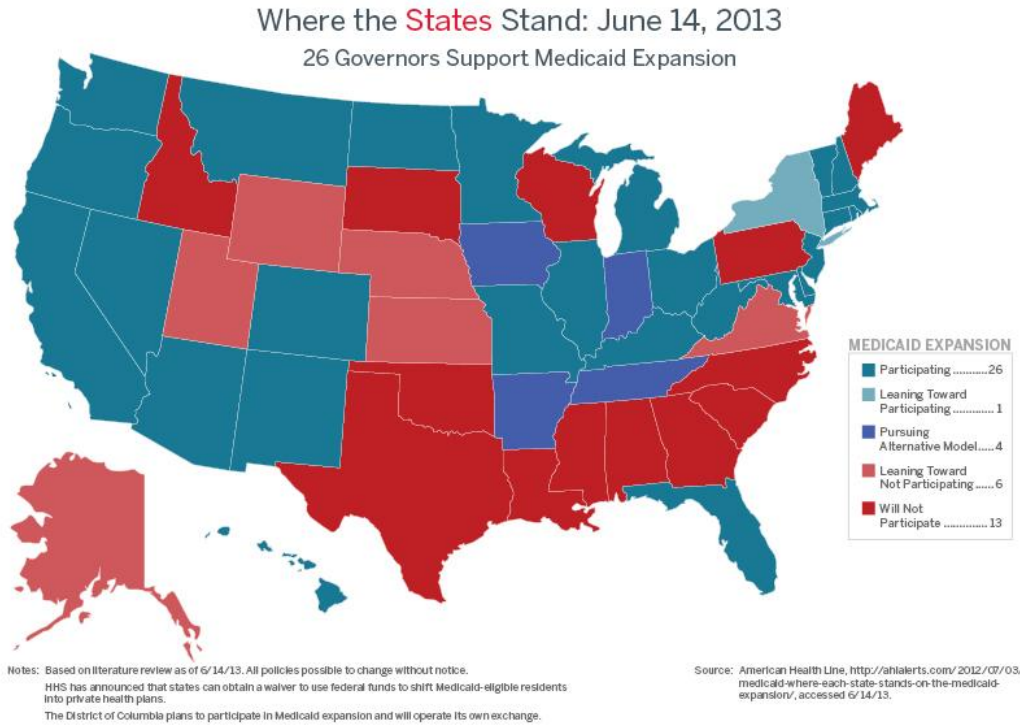 Where the States Stand: June 14, 2013
26 Governors Support Medicaid Expansion
MEDICAID EXPANSION
Participating ...........26
Leaning Toward
Participating ............. 1
Pursuing
Alternative Model.....4
Leaning Toward
Not Participating ......6
Will Not
Participate .............. 13
Notes: Based on literature review as of 6/14/13. All policies possible to change without notice.
HHS has announced that states can obtain a waiver to use federal funds to shift Medicaid-eligible residents
into private health plans.
The District of Columbia plans to participate in Medicaid expansion and will operate its own exchange.
Source: American Health Line, http://ahlalerts.com/2012/07/03/
medicaid-where-each-state-stands-on-the-medicaid-
expansion/, accessed 6/14/13.